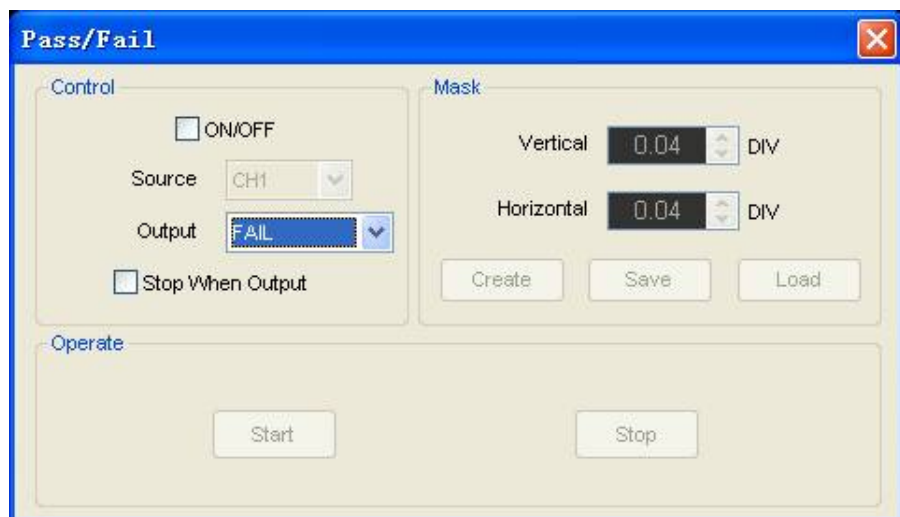 Pass/Fail
Control
ON/OFF
Source CH1
Output FAIL
Stop When Output
Mask
Vertical 0.04 DIV
Horizontal 0.04 DIV
Create Save Load
Operate
Start Stop